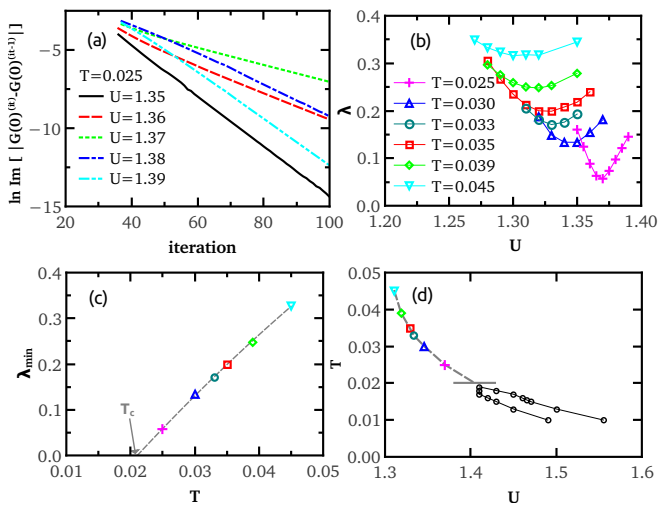 (a)
ln Im [ |G(0)^(it)-G(0)^(it-1)| ]
−5
−10
−15
T=0.025
U=1.35
U=1.36
U=1.37
U=1.38
U=1.39
20 40 60 80 100
iteration
(b)
λ
0.4
0.3
0.2
0.1
0.0
T=0.025
T=0.030
T=0.033
T=0.035
T=0.039
T=0.045
1.20 1.25 1.30 1.35 1.40
U
(c)
λmin
0.4
0.3
0.2
0.1
0.0
Tc
0.01 0.02 0.03 0.04 0.05
T
(d)
T
0.05
0.04
0.03
0.02
0.01
0.00
1.3 1.4 1.5 1.6
U